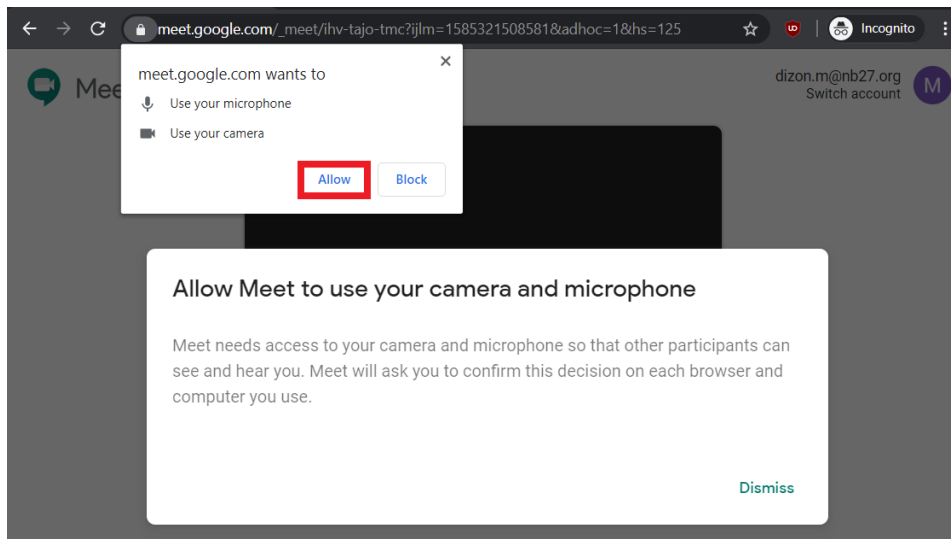 meet.google.com/_meet/ihv-tajo-tmc?ijlm=1585321508581&adhoc=1&hs=125
Incognito
meet.google.com wants to
Use your microphone
Use your camera
Allow
Block
Mee
dizon.m@nb27.org
Switch account
M
Allow Meet to use your camera and microphone
Meet needs access to your camera and microphone so that other participants can
see and hear you. Meet will ask you to confirm this decision on each browser and
computer you use.
Dismiss